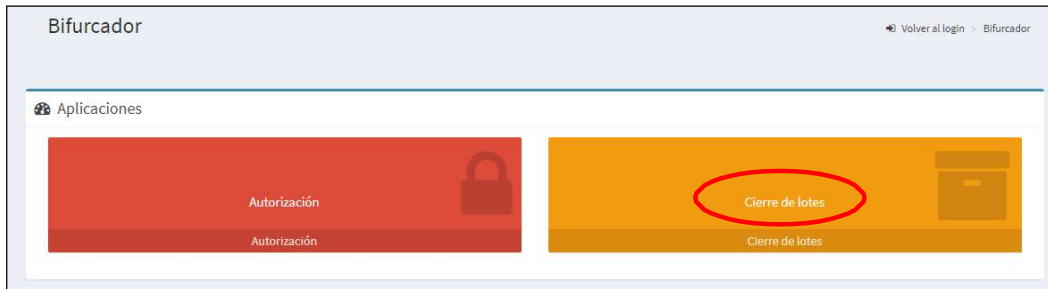 Bifurcador
Volver al login > Bifurcador
Aplicaciones
Autorización
Autorización
Cierre de lotes
Cierre de lotes